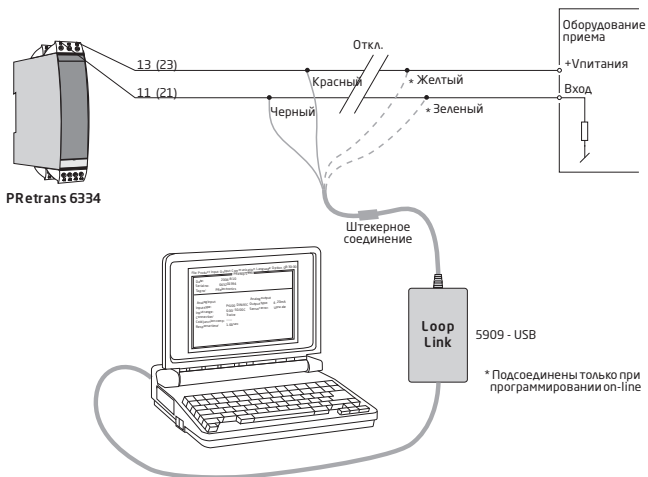 Оборудование
приема
Откл.
13 (23)
+Vпитания
Красный
* Желтый
11 (21)
Вход
Черный
* Зеленый
PRetrans 6334
Штекерное
соединение
Loop
Link
5909 - USB
* Подсоединены только при
программировании on-line